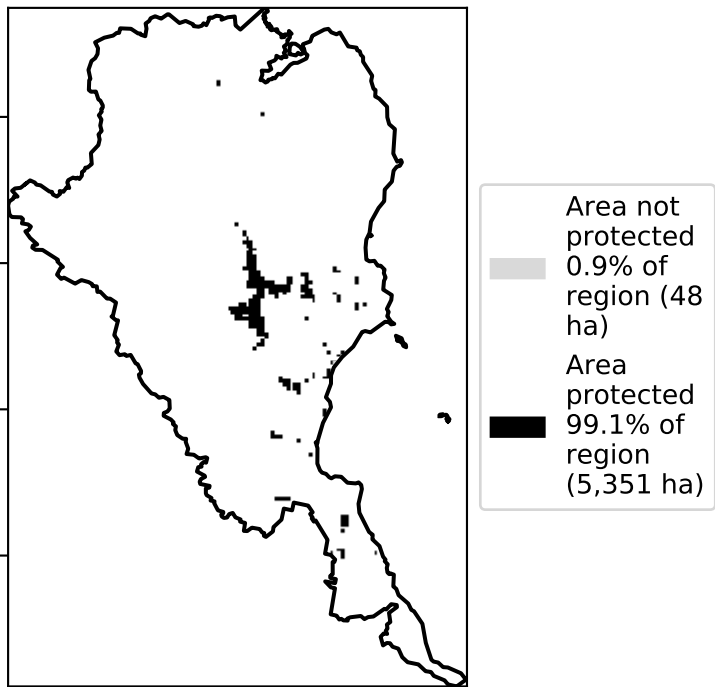 Area not
protected
0.9% of
region (48
ha)
Area
protected
99.1% of
region
(5,351 ha)